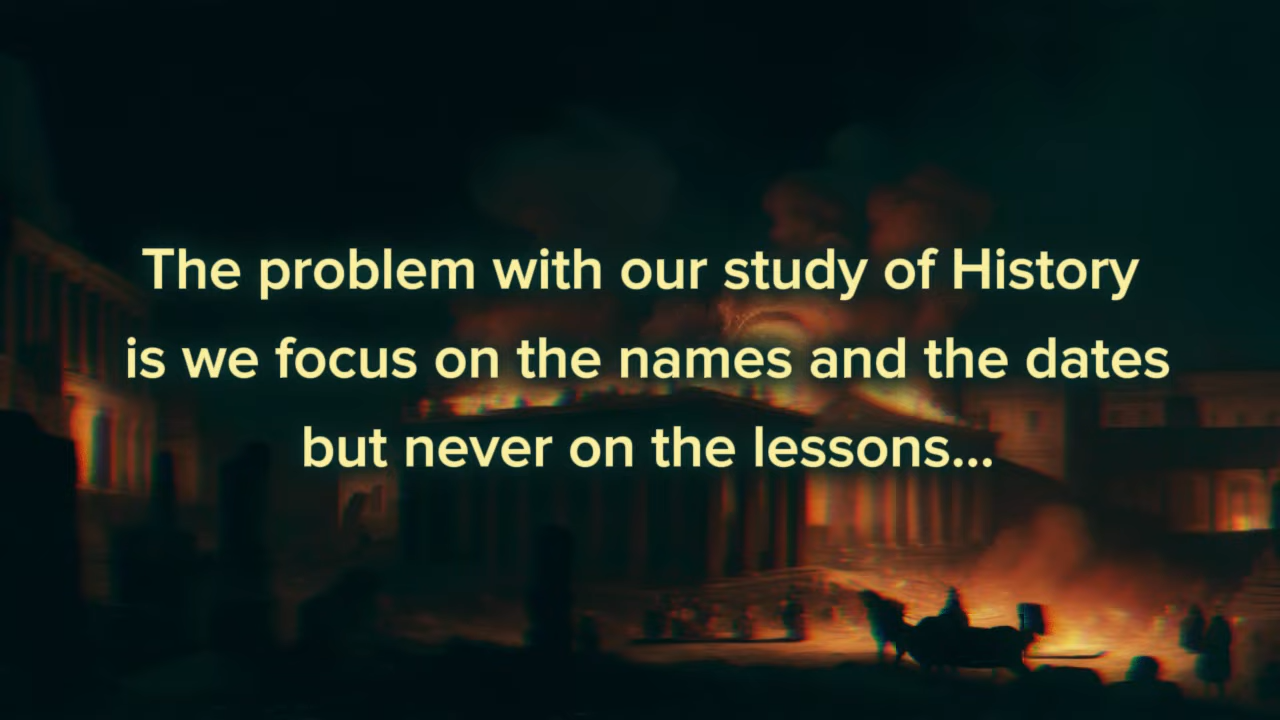 The problem with our study of History
is we focus on the names and the dates
but never on the lessons...